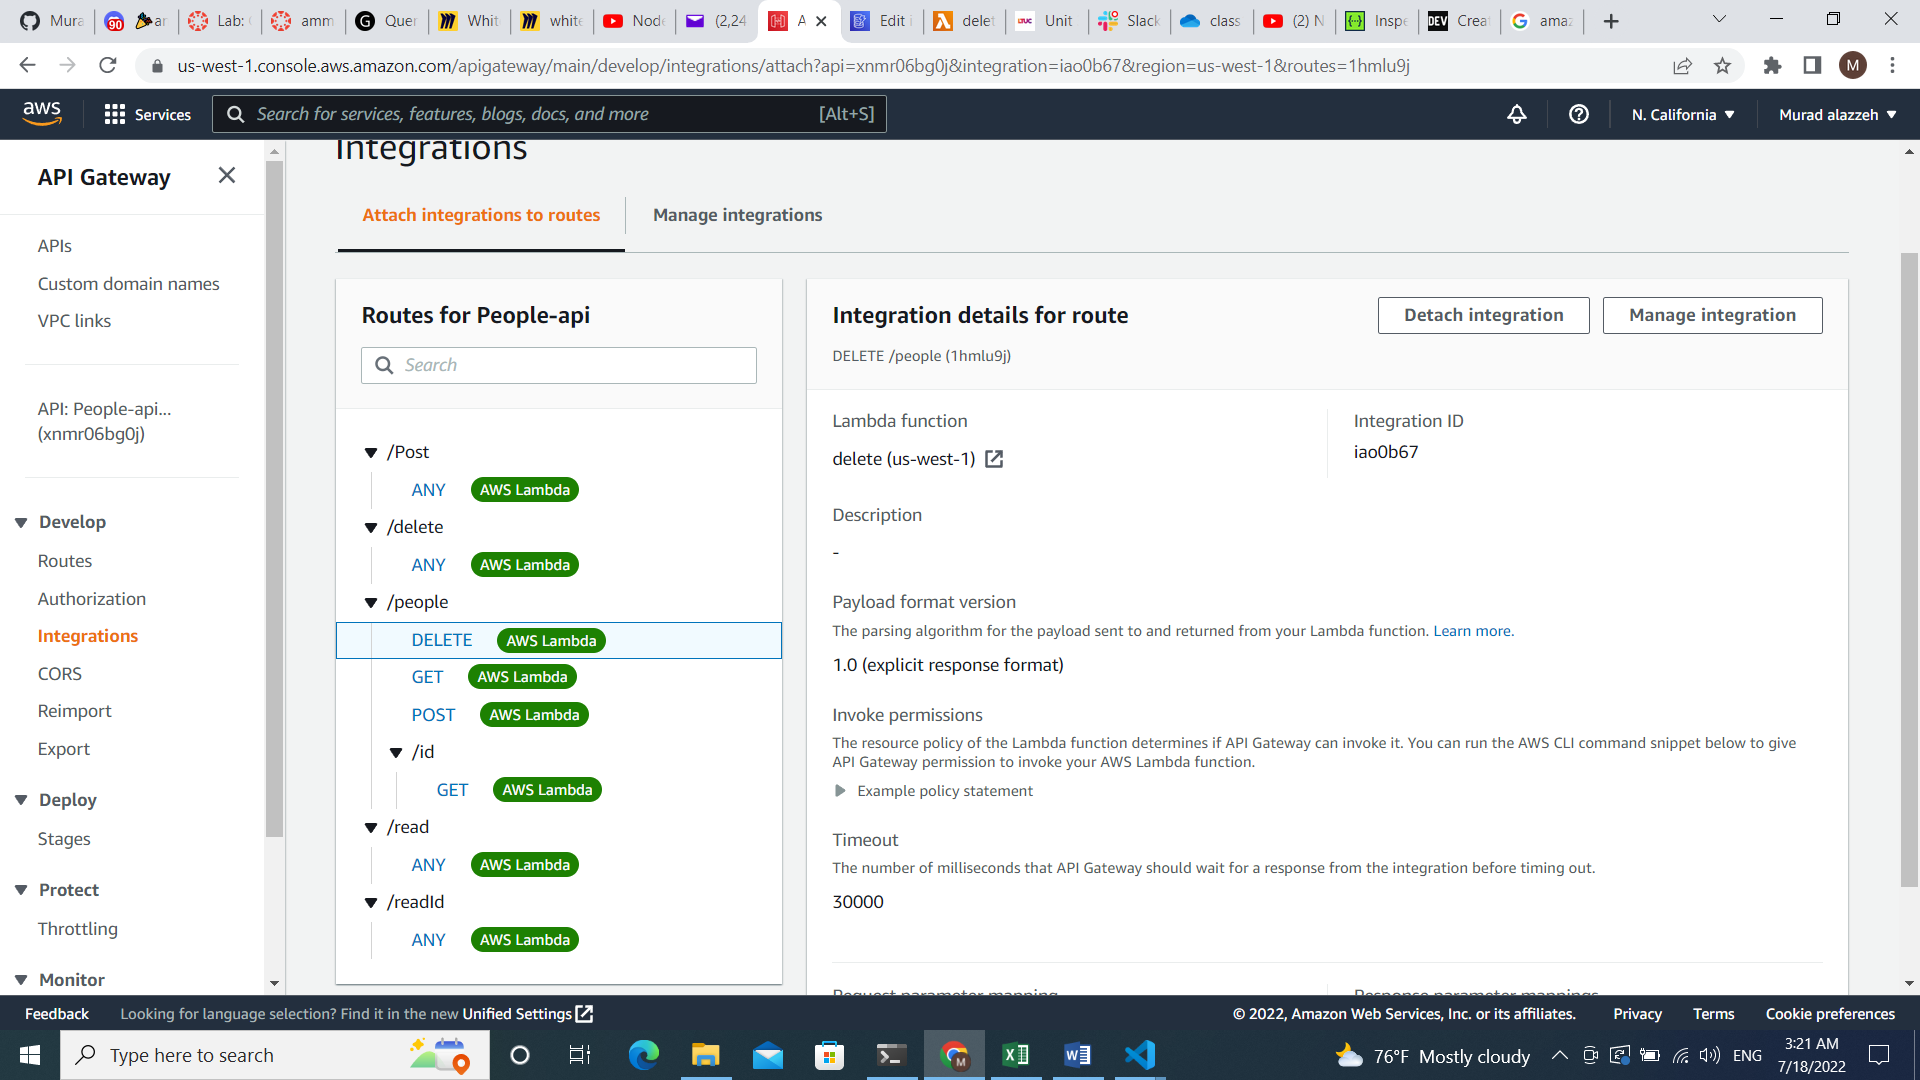 Mura
ar
Lab: 
amm
Quer
White
white
Node
(2,24
A
Edit i
delet
LTUC
Unit
Slack
class
(2) N
Inspe
DEV
Creat
amaz
us-west-1.console.aws.amazon.com/apigateway/main/develop/integrations/attach?api=xnmr06bg0j&integration=iao0b67&region=us-west-1&routes=1hmlu9j
M
aws
Services
Search for services, features, blogs, docs, and more
[Alt+S]
N. California
Murad alazzeh
API Gateway
APIs
Custom domain names
VPC links
API: People-api...
(xnmr06bg0j)
Develop
Routes
Authorization
Integrations
CORS
Reimport
Export
Deploy
Stages
Protect
Throttling
Monitor
Integrations
Attach integrations to routes
Manage integrations
Routes for People-api
Search
/Post
ANY AWS Lambda
/delete
ANY AWS Lambda
/people
DELETE AWS Lambda
GET AWS Lambda
POST AWS Lambda
/id
GET AWS Lambda
/read
ANY AWS Lambda
/readId
ANY AWS Lambda
Integration details for route
Detach integration
Manage integration
DELETE /people (1hmlu9j)
Lambda function
delete (us-west-1)
Integration ID
iao0b67
Description
-
Payload format version
The parsing algorithm for the payload sent to and returned from your Lambda function. Learn more.
1.0 (explicit response format)
Invoke permissions
The resource policy of the Lambda function determines if API Gateway can invoke it. You can run the AWS CLI command snippet below to give
API Gateway permission to invoke your AWS Lambda function.
Example policy statement
Timeout
The number of milliseconds that API Gateway should wait for a response from the integration before timing out.
30000
Request parameter mapping
Response parameter mappings
Feedback
Looking for language selection? Find it in the new Unified Settings
© 2022, Amazon Web Services, Inc. or its affiliates.
Privacy
Terms
Cookie preferences
Type here to search
76°F Mostly cloudy
ENG
3:21 AM
7/18/2022